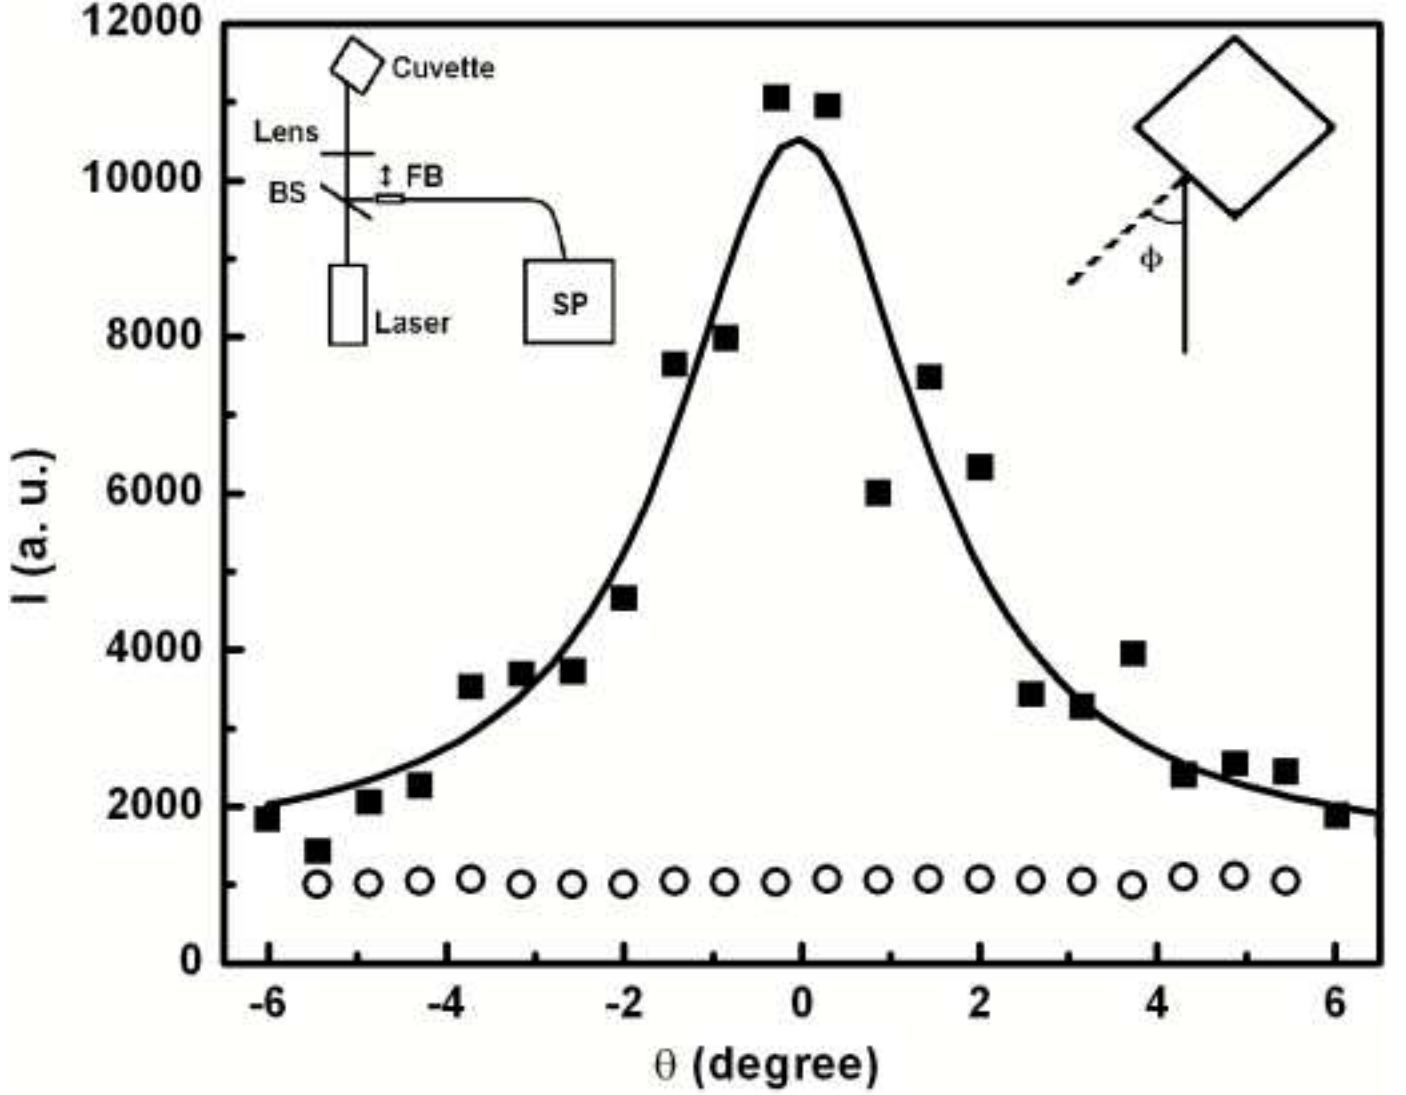 12000
10000
8000
6000
4000
2000
0
I (a. u.)
Cuvette
Lens
BS
↕ FB
Laser
SP
ϕ
-6 -4 -2 0 2 4 6
θ (degree)